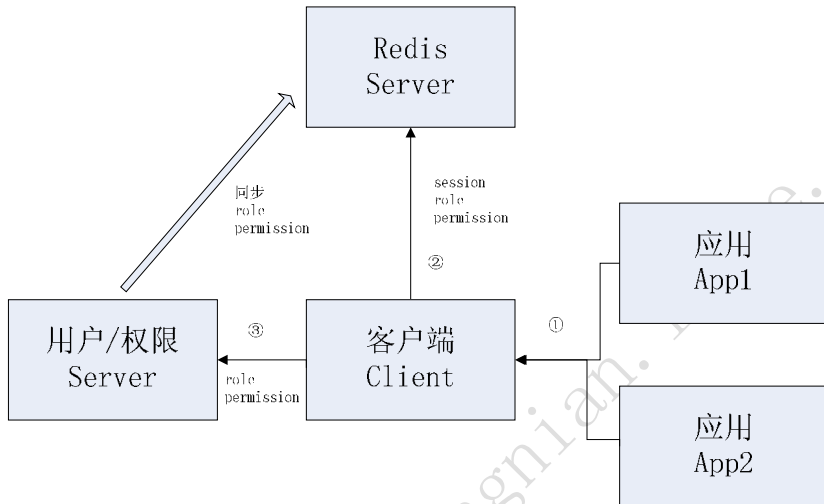 Redis
Server
同步
role
permission
session
role
permission
②
应用
App1
①
用户/权限
Server
③
role
permission
客户端
Client
应用
App2